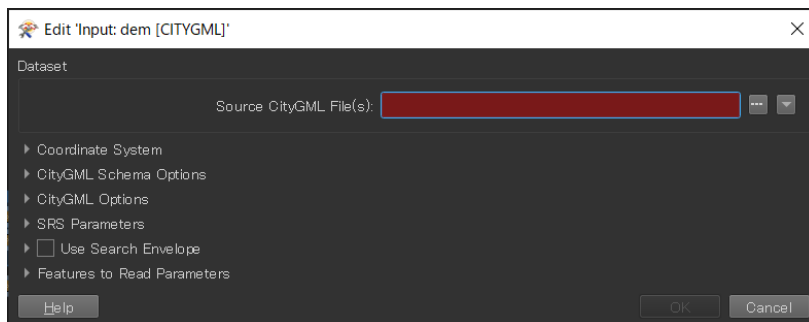 Edit 'Input: dem [CITYGML]'
Dataset
Source CityGML File(s):
Coordinate System
CityGML Schema Options
CityGML Options
SRS Parameters
Use Search Envelope
Features to Read Parameters
Help OK Cancel